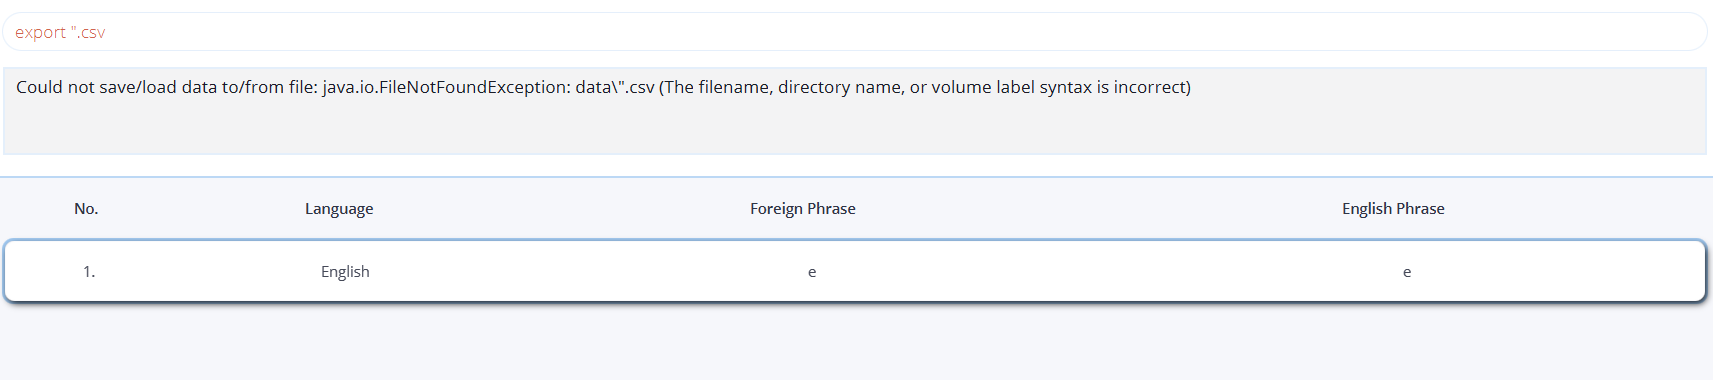 export ".csv
Could not save/load data to/from file: java.io.FileNotFoundException: data\".csv (The filename, directory name, or volume label syntax is incorrect)
No. Language Foreign Phrase English Phrase
1. English e e